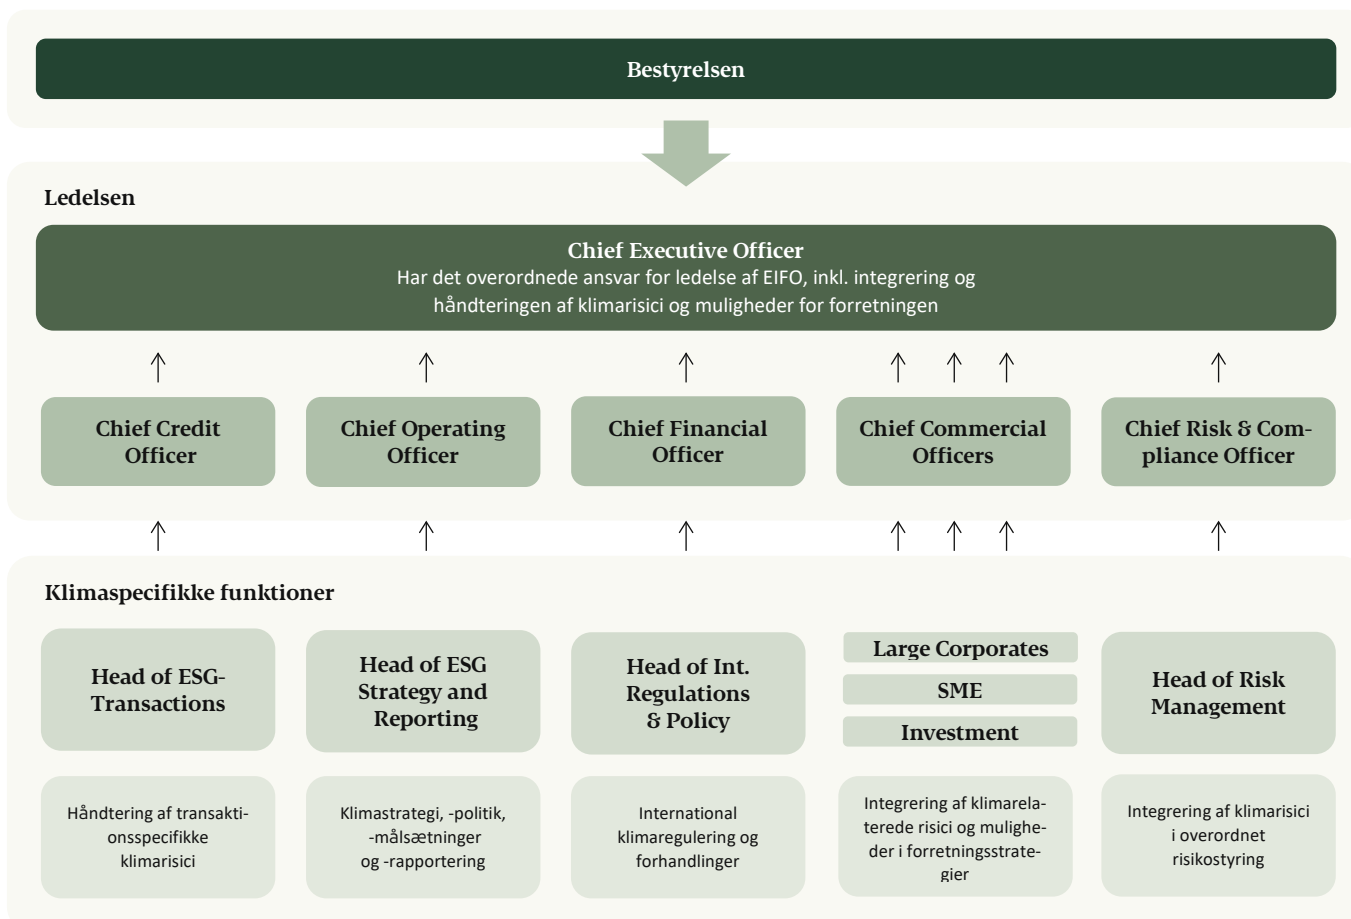 Bestyrelsen
Ledelsen
Chief Executive Officer
Har det overordnede ansvar for ledelse af EIFO, inkl. integrering og
håndteringen af klimarisici og muligheder for forretningen
Chief Credit
Officer
Chief Operating
Officer
Chief Financial
Officer
Chief Commercial
Officers
Chief Risk & Com-
pliance Officer
Klimaspecifikke funktioner
Head of ESG-
Transactions
Head of ESG
Strategy and
Reporting
Head of Int.
Regulations
& Policy
Large Corporates
SME
Investment
Head of Risk
Management
Håndtering af transakti-
onsspecifikke
klimarisici
Klimastrategi, -politik,
-målsætninger
og -rapportering
International
klimaregulering og
forhandlinger
Integrering af klimarela-
terede risici og mulighe-
der i forretningsstrate-
gier
Integrering af klimarisici
i overordnet
risikostyring